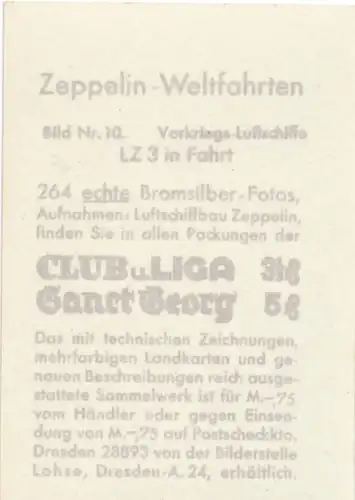 Zeppelin-Weltfahrten
Bild Nr. 10. Vorkriegs-Luftschiffe
LZ 3 in Fahrt
264 echte Bromsilber-Fotos,
Aufnahmen: Luftschiffbau Zeppelin,
finden Sie in allen Packungen der
CLUB u. LIGA 3⅓₰
Sanct Georg 5₰
Das mit technischen Zeichnungen,
mehrfarbigen Landkarten und ge-
nauen Beschreibungen reich ausge-
stattete Sammelwerk ist für M.-,75
vom Händler oder gegen Einsen-
dung von M.-,75 auf Postscheckkto.
Dresden 28893 von der Bilderstelle
Lohse, Dresden-A. 24, erhältlich.